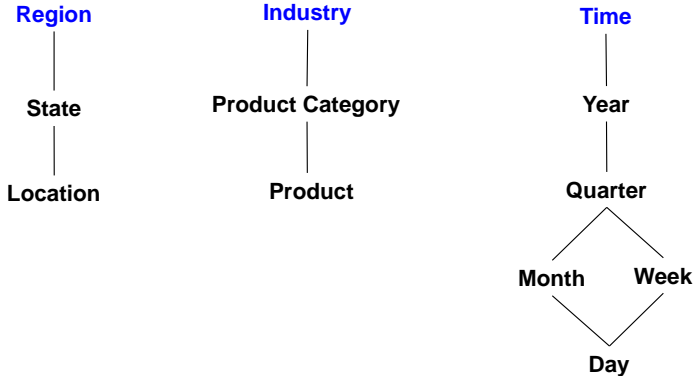 Region
Industry
Time
State
Product Category
Year
Location
Product
Quarter
Month
Week
Day